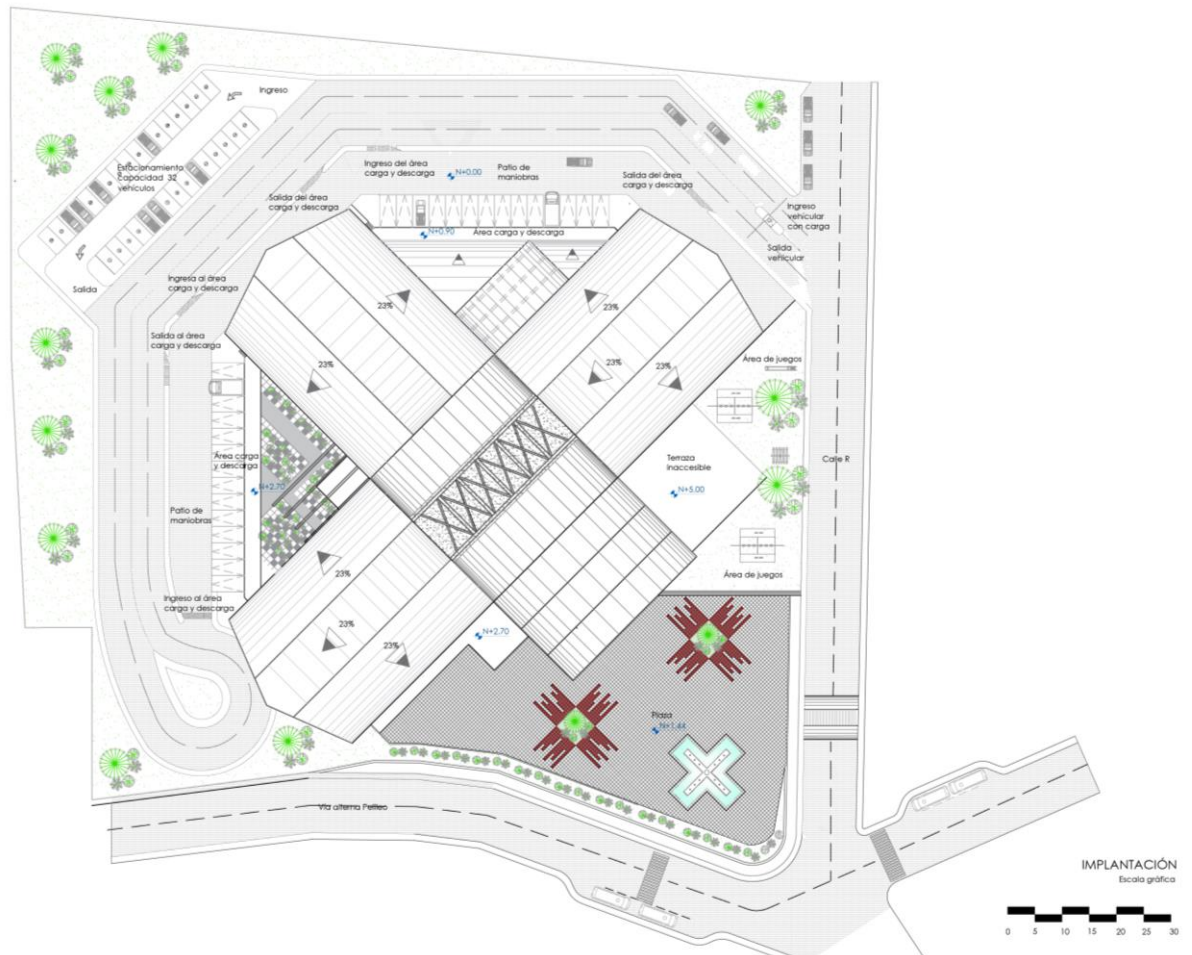 Ingreso
Estacionamiento
capacidad 32
vehículos
Salida
Ingreso del área
carga y descarga
N+0.00
Patio de
maniobras
Salida del área
carga y descarga
Salida del área
carga y descarga
N+0.90
Área carga y descarga
Ingreso
vehicular
con carga
Salida
vehicular
Ingreso al área
carga y descarga
Salida al área
carga y descarga
23%
23%
23%
23%
23%
Área de juegos
Área carga
y descarga
N+2.70
Patio de
maniobras
Terraza
inaccesible
N+5.00
Calle R
Área de juegos
Ingreso al área
carga y descarga
23%
23%
23%
N+2.70
Plaza
N+1.44
Vía alterna Pelileo
IMPLANTACIÓN
Escala gráfica
0 5 10 15 20 25 30